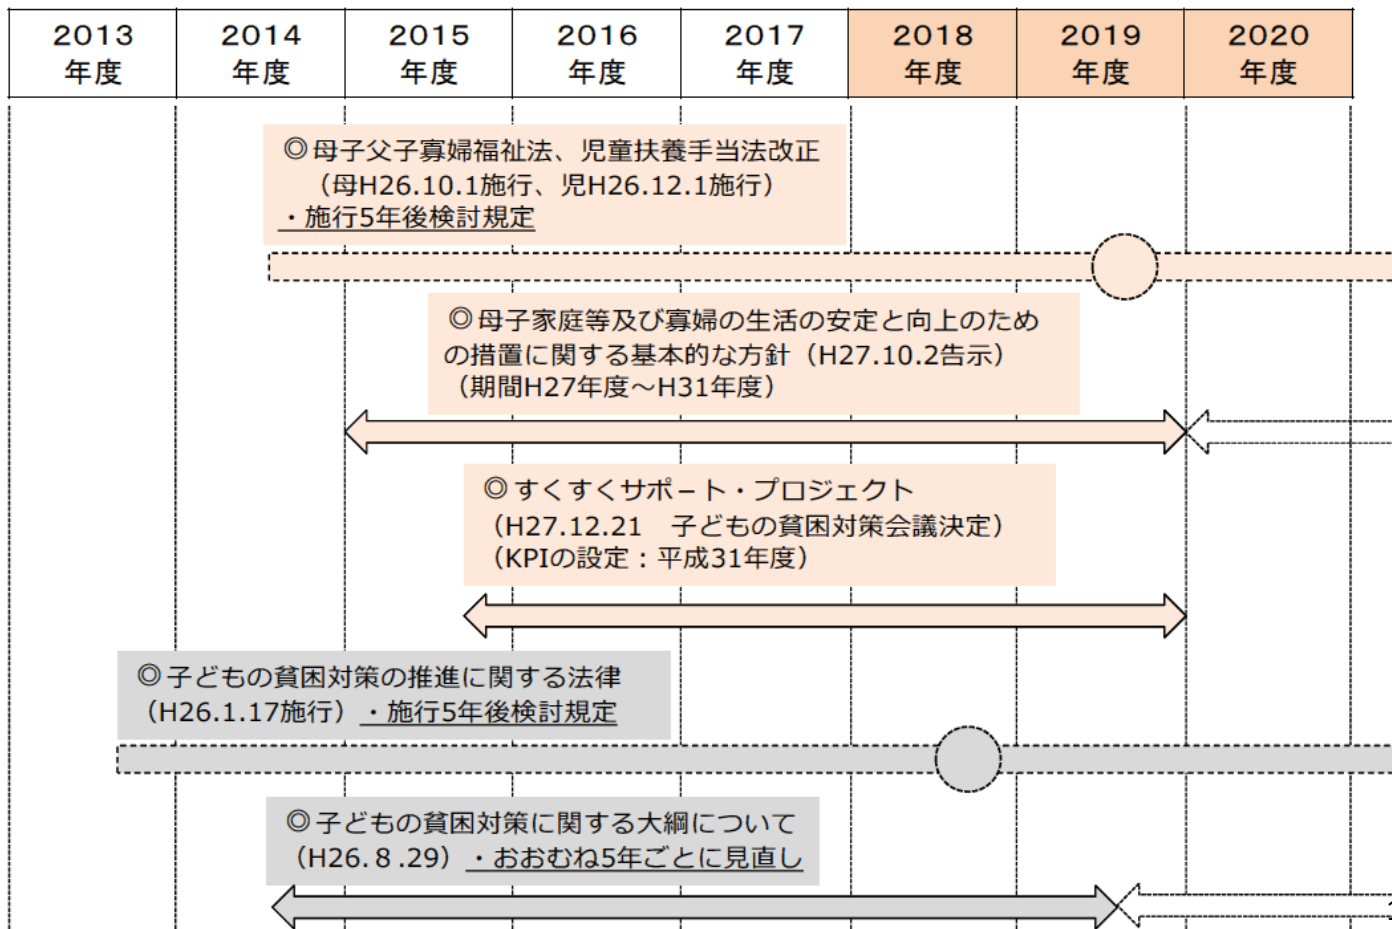 2013 2014 2015 2016 2017 2018 2019 2020
年度 年度 年度 年度 年度 年度 年度 年度
◎母子父子寡婦福祉法、児童扶養手当法改正
（母H26.10.1施行、児H26.12.1施行）
・施行5年後検討規定
◎母子家庭等及び寡婦の生活の安定と向上のため
の措置に関する基本的な方針（H27.10.2告示）
（期間H27年度～H31年度）
◎すくすくサポート・プロジェクト
（H27.12.21　子どもの貧困対策会議決定）
（KPIの設定：平成31年度）
◎子どもの貧困対策の推進に関する法律
（H26.1.17施行）・施行5年後検討規定
◎子どもの貧困対策に関する大綱について
（H26.８.29）・おおむね5年ごとに見直し